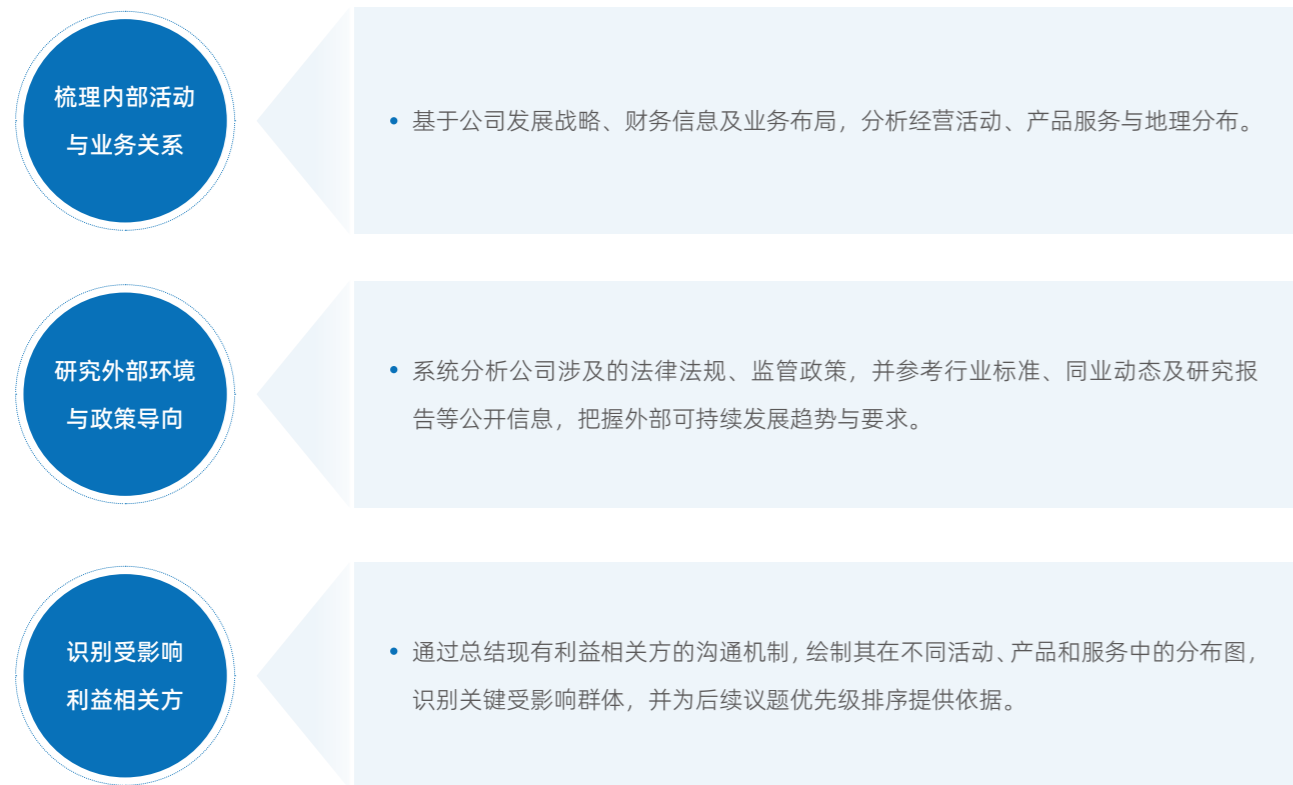 梳理内部活动
与业务关系
• 基于公司发展战略、财务信息及业务布局，分析经营活动、产品服务与地理分布。
研究外部环境
与政策导向
• 系统分析公司涉及的法律法规、监管政策，并参考行业标准、同业动态及研究报
告等公开信息，把握外部可持续发展趋势与要求。
识别受影响
利益相关方
• 通过总结现有利益相关方的沟通机制，绘制其在不同活动、产品和服务中的分布图，
识别关键受影响群体，并为后续议题优先级排序提供依据。